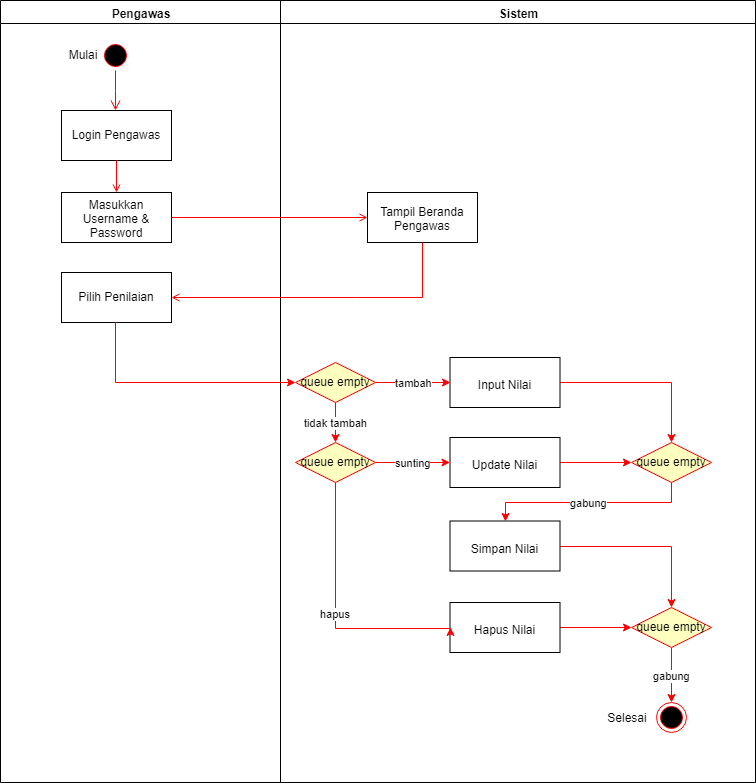 Pengawas
Sistem
Mulai
Login Pengawas
Masukkan
Username &
Password
Tampil Beranda
Pengawas
Pilih Penilaian
queue empty
tambah
Input Nilai
tidak tambah
queue empty
sunting
Update Nilai
queue empty
gabung
Simpan Nilai
hapus
Hapus Nilai
queue empty
gabung
Selesai